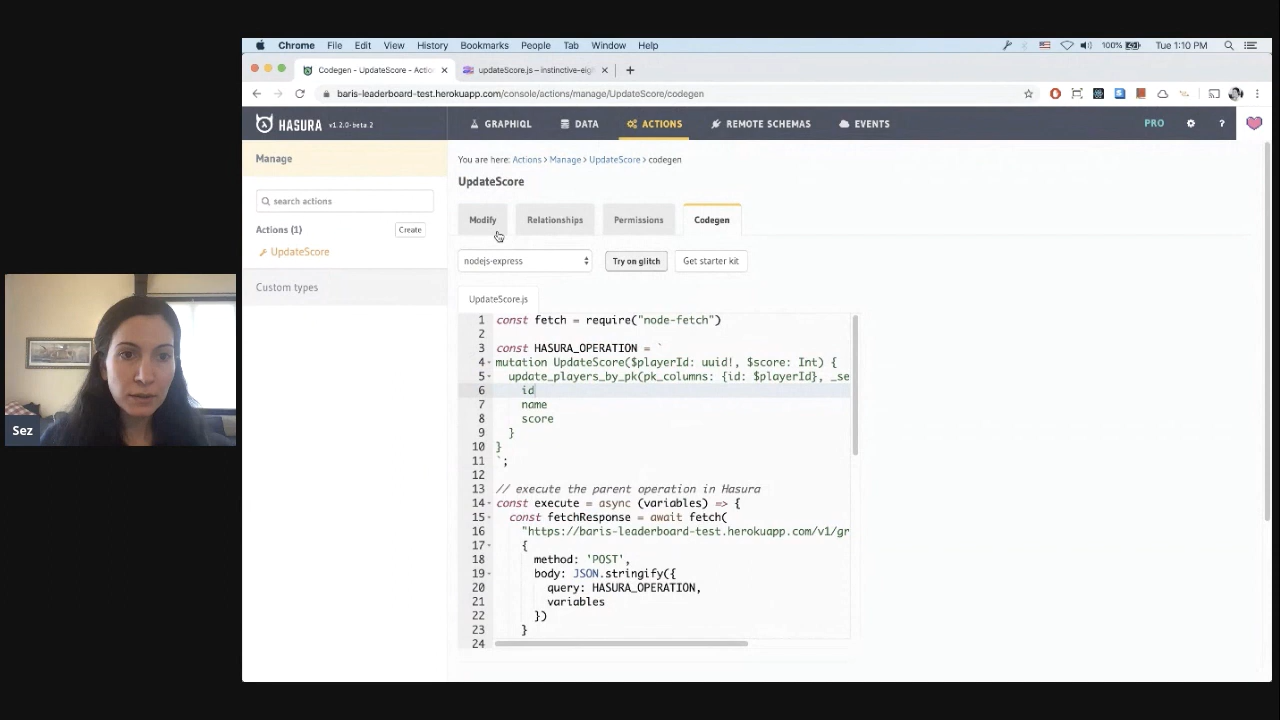 Chrome File Edit View History Bookmarks People Tab Window Help 100% Tue 1:10 PM
Codegen - UpdateScore - Actio updateScore.js – instinctive-eig
baris-leaderboard-test.herokuapp.com/console/actions/manage/UpdateScore/codegen
HASURA v1.2.0-beta.2 GRAPHIQL DATA ACTIONS REMOTE SCHEMAS EVENTS PRO ?
Manage
You are here: Actions > Manage > UpdateScore > codegen
UpdateScore
search actions
Modify Relationships Permissions Codegen
Actions (1) Create
UpdateScore
nodejs-express Try on glitch Get starter kit
Custom types
UpdateScore.js
1 const fetch = require("node-fetch")
2
3 const HASURA_OPERATION = `
4 mutation UpdateScore($playerId: uuid!, $score: Int) {
5 update_players_by_pk(pk_columns: {id: $playerId}, _se
6 id
7 name
8 score
9 }
10 }
11 `;
12
13 // execute the parent operation in Hasura
14 const execute = async (variables) => {
15 const fetchResponse = await fetch(
16 "https://baris-leaderboard-test.herokuapp.com/v1/gr
17 {
18 method: 'POST',
19 body: JSON.stringify({
20 query: HASURA_OPERATION,
21 variables
22 })
23 }
24
Sez